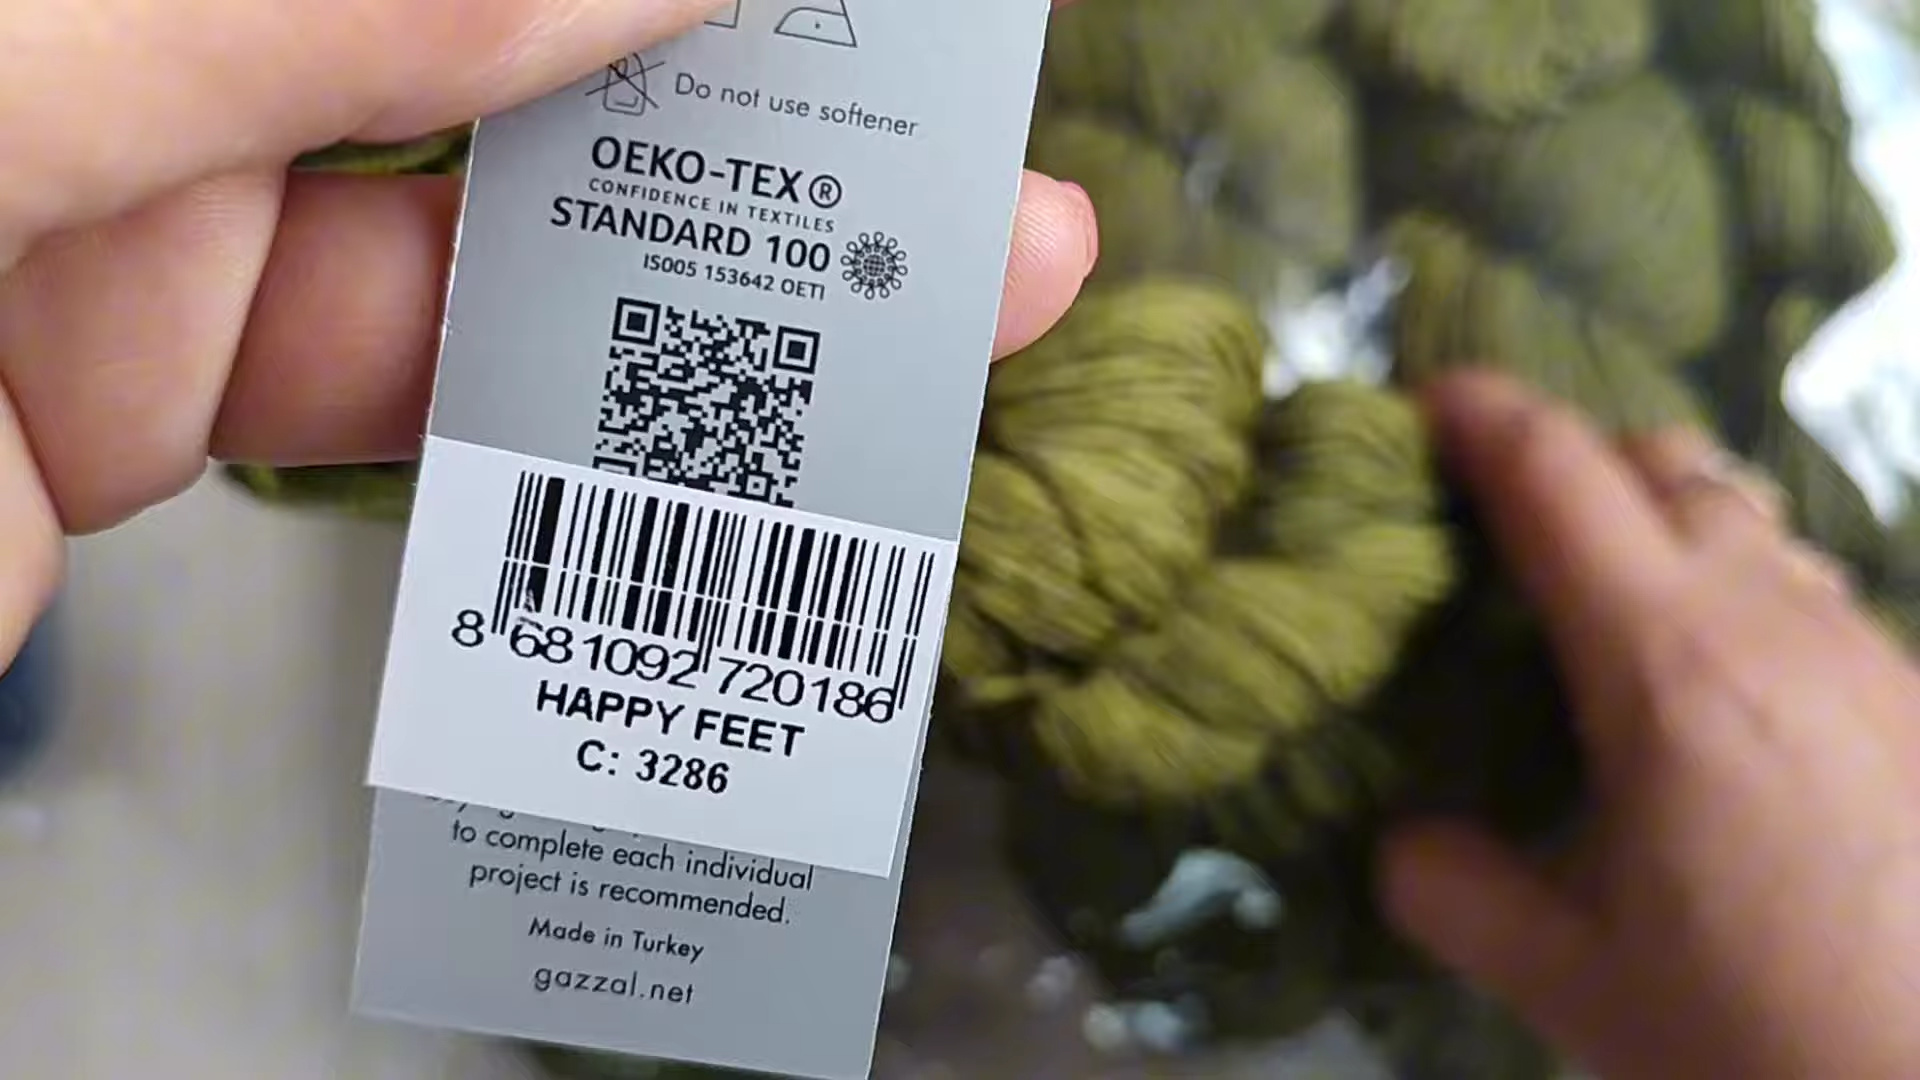 Do not use softener
OEKO-TEX®
CONFIDENCE IN TEXTILES
STANDARD 100
IS005 153642 OETI
8 681092 720186
HAPPY FEET
C: 3286
to complete each individual
project is recommended.
Made in Turkey
gazzal.net